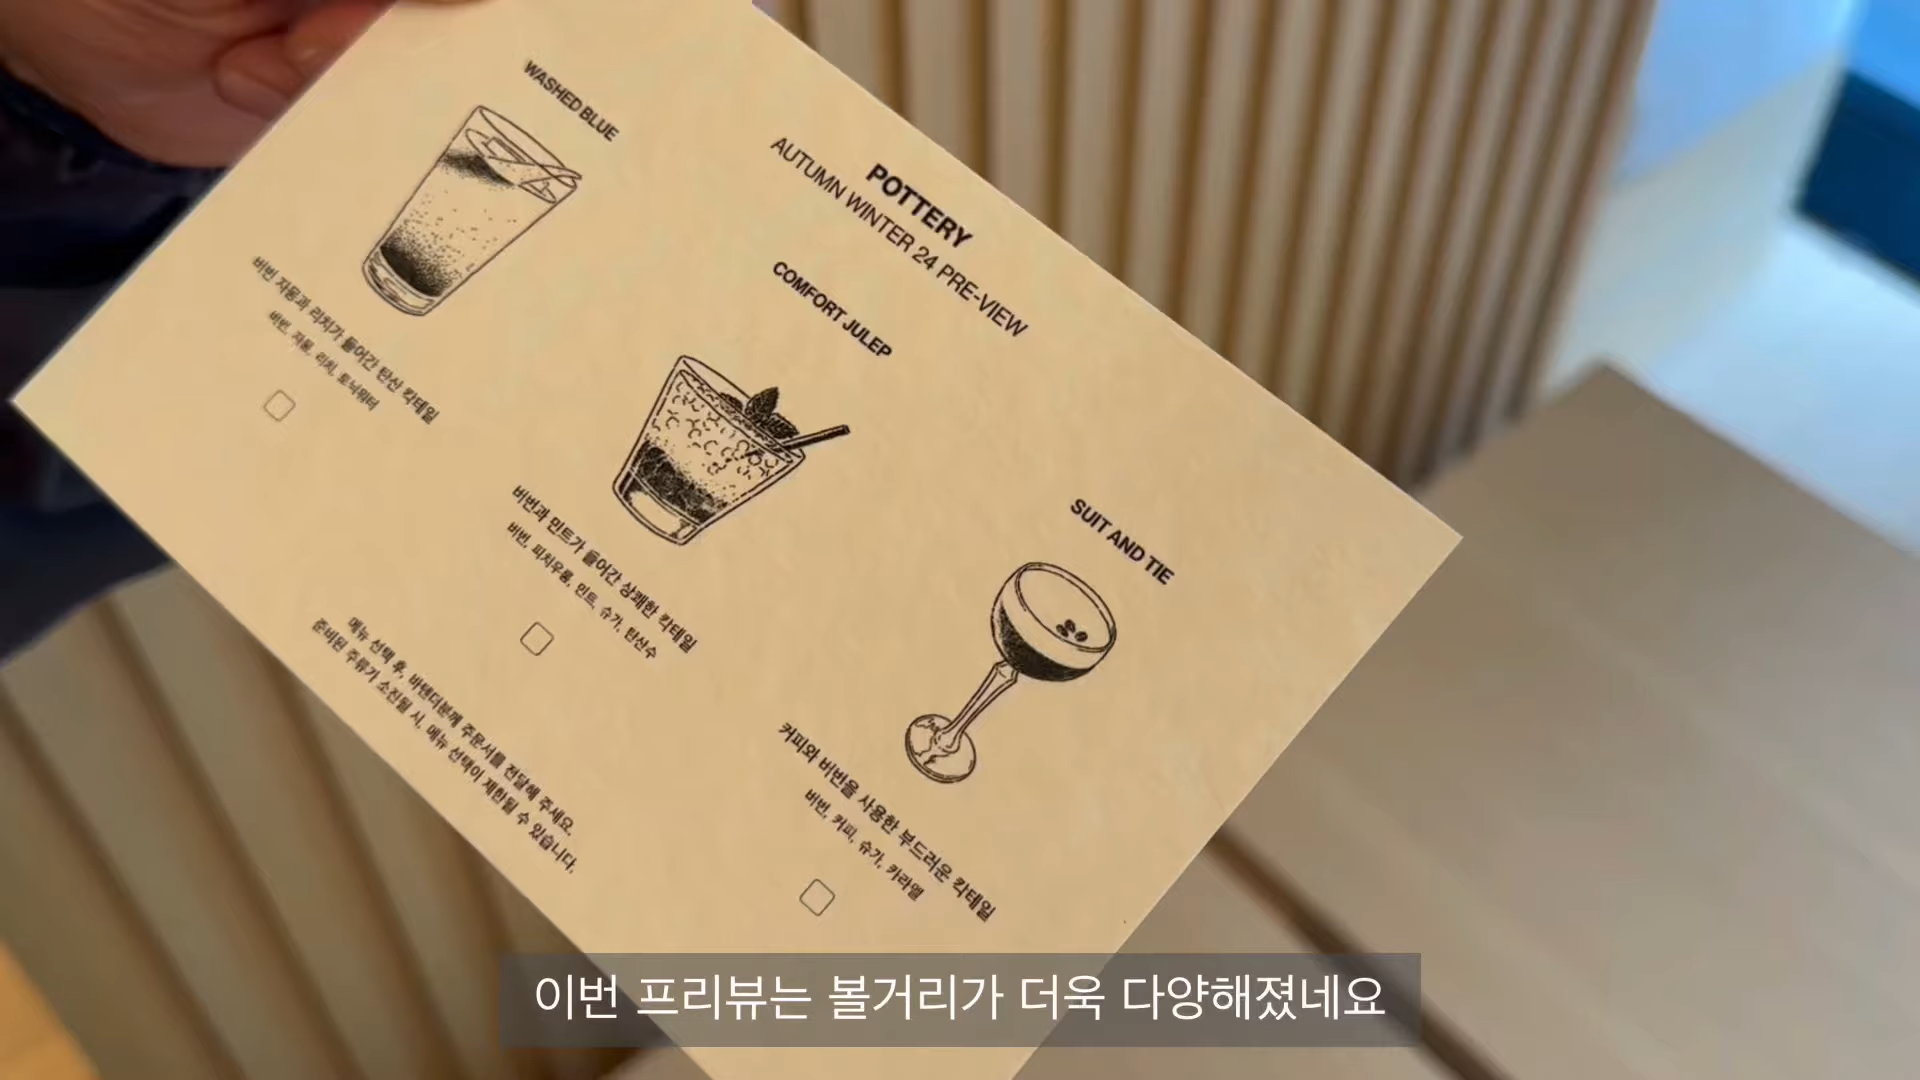 POTTERY
AUTUMN WINTER 24 PRE-VIEW
WASHED BLUE
버번 자몽과 리치가 들어간 탄산 칵테일
버번, 자몽, 리치, 토닉워터
COMFORT JULEP
버번과 민트가 들어간 상쾌한 칵테일
버번, 피치우롱, 민트, 슈가, 탄산수
SUIT AND TIE
커피와 버번을 사용한 부드러운 칵테일
버번, 커피, 슈가, 카라멜
메뉴 선택 후, 바텐더분께 주문서를 전달해 주세요.
준비된 주류가 소진될 시, 메뉴 선택이 제한될 수 있습니다.
이번 프리뷰는 볼거리가 더욱 다양해졌네요